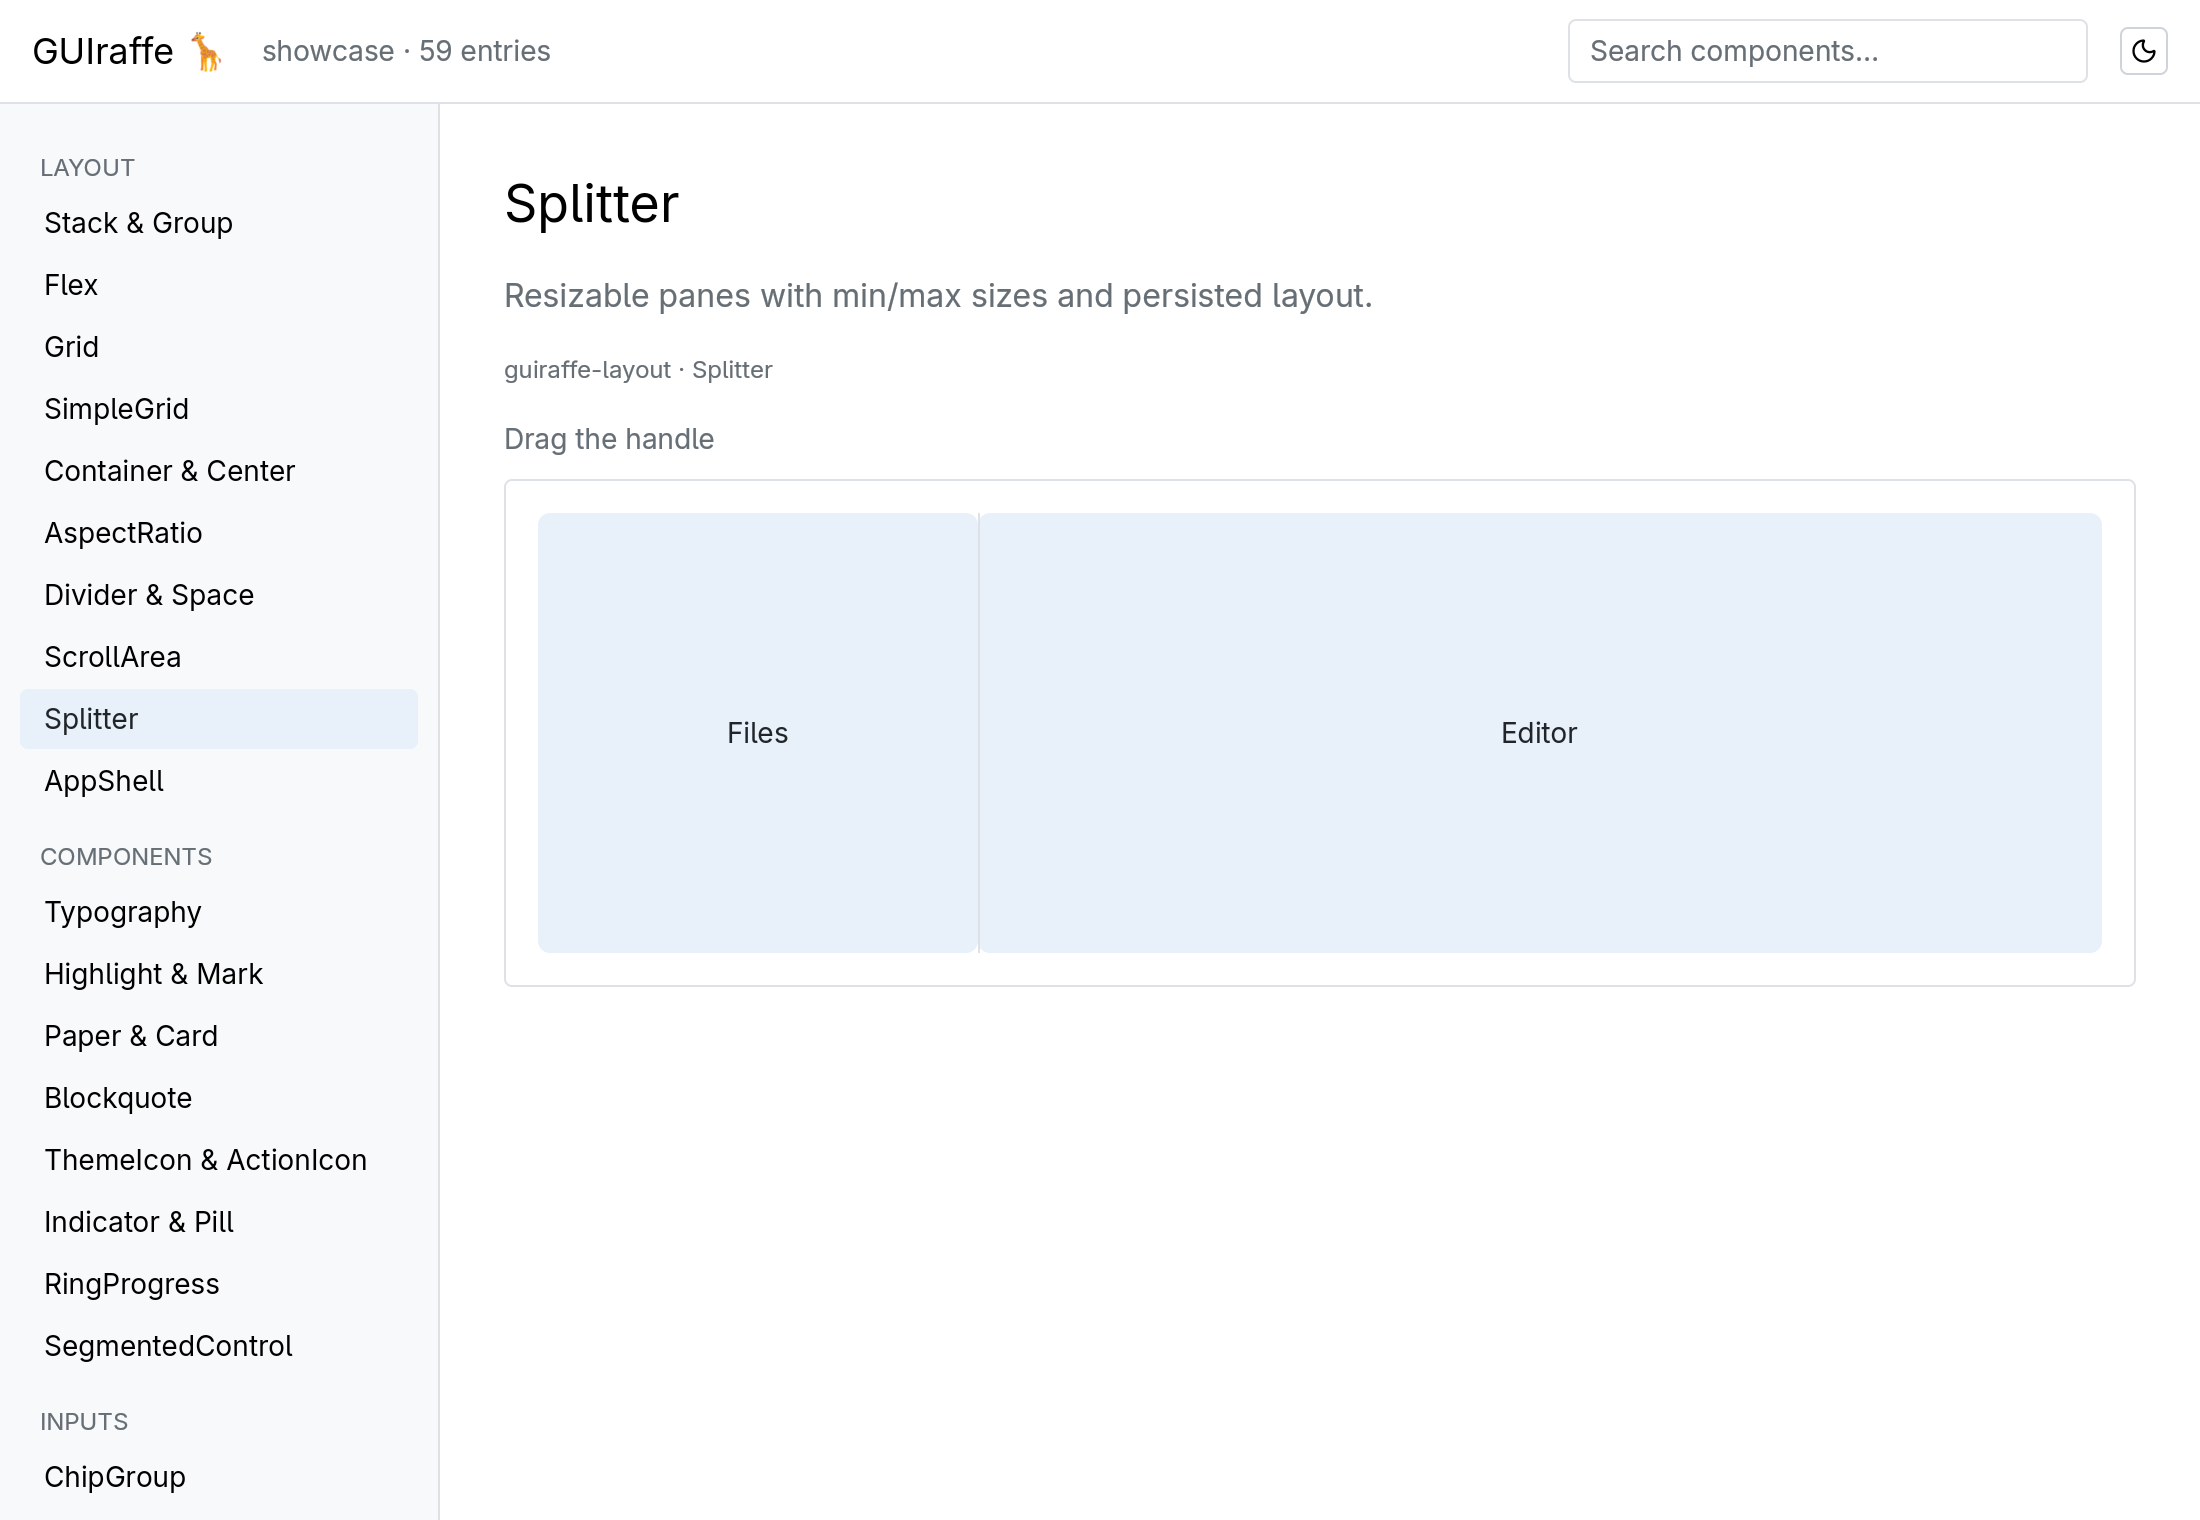 GUIraffe 🦒 showcase · 59 entries Search components...
LAYOUT
Stack & Group
Flex
Grid
SimpleGrid
Container & Center
AspectRatio
Divider & Space
ScrollArea
Splitter
AppShell
COMPONENTS
Typography
Highlight & Mark
Paper & Card
Blockquote
ThemeIcon & ActionIcon
Indicator & Pill
RingProgress
SegmentedControl
INPUTS
ChipGroup
Splitter
Resizable panes with min/max sizes and persisted layout.
guiraffe-layout · Splitter
Drag the handle
Files
Editor